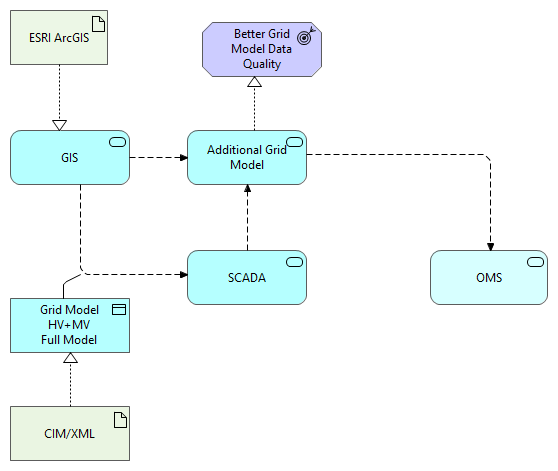 ESRI ArcGIS
Better Grid
Model Data
Quality
GIS
Additional Grid
Model
SCADA
OMS
Grid Model
HV+MV
Full Model
CIM/XML